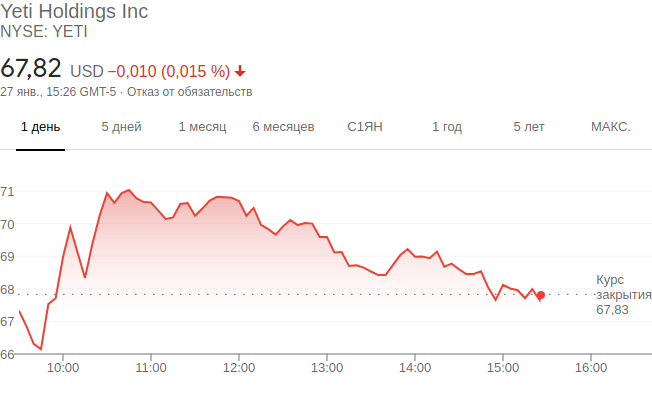 Yeti Holdings Inc
NYSE: YETI
67,82 USD −0,010 (0,015 %)
27 янв., 15:26 GMT-5 · Отказ от обязательств
1 день 5 дней 1 месяц 6 месяцев С1ЯН 1 год 5 лет МАКС.
71
70
69
68
67
66
Курс
закрытия
67,83
10:00 11:00 12:00 13:00 14:00 15:00 16:00